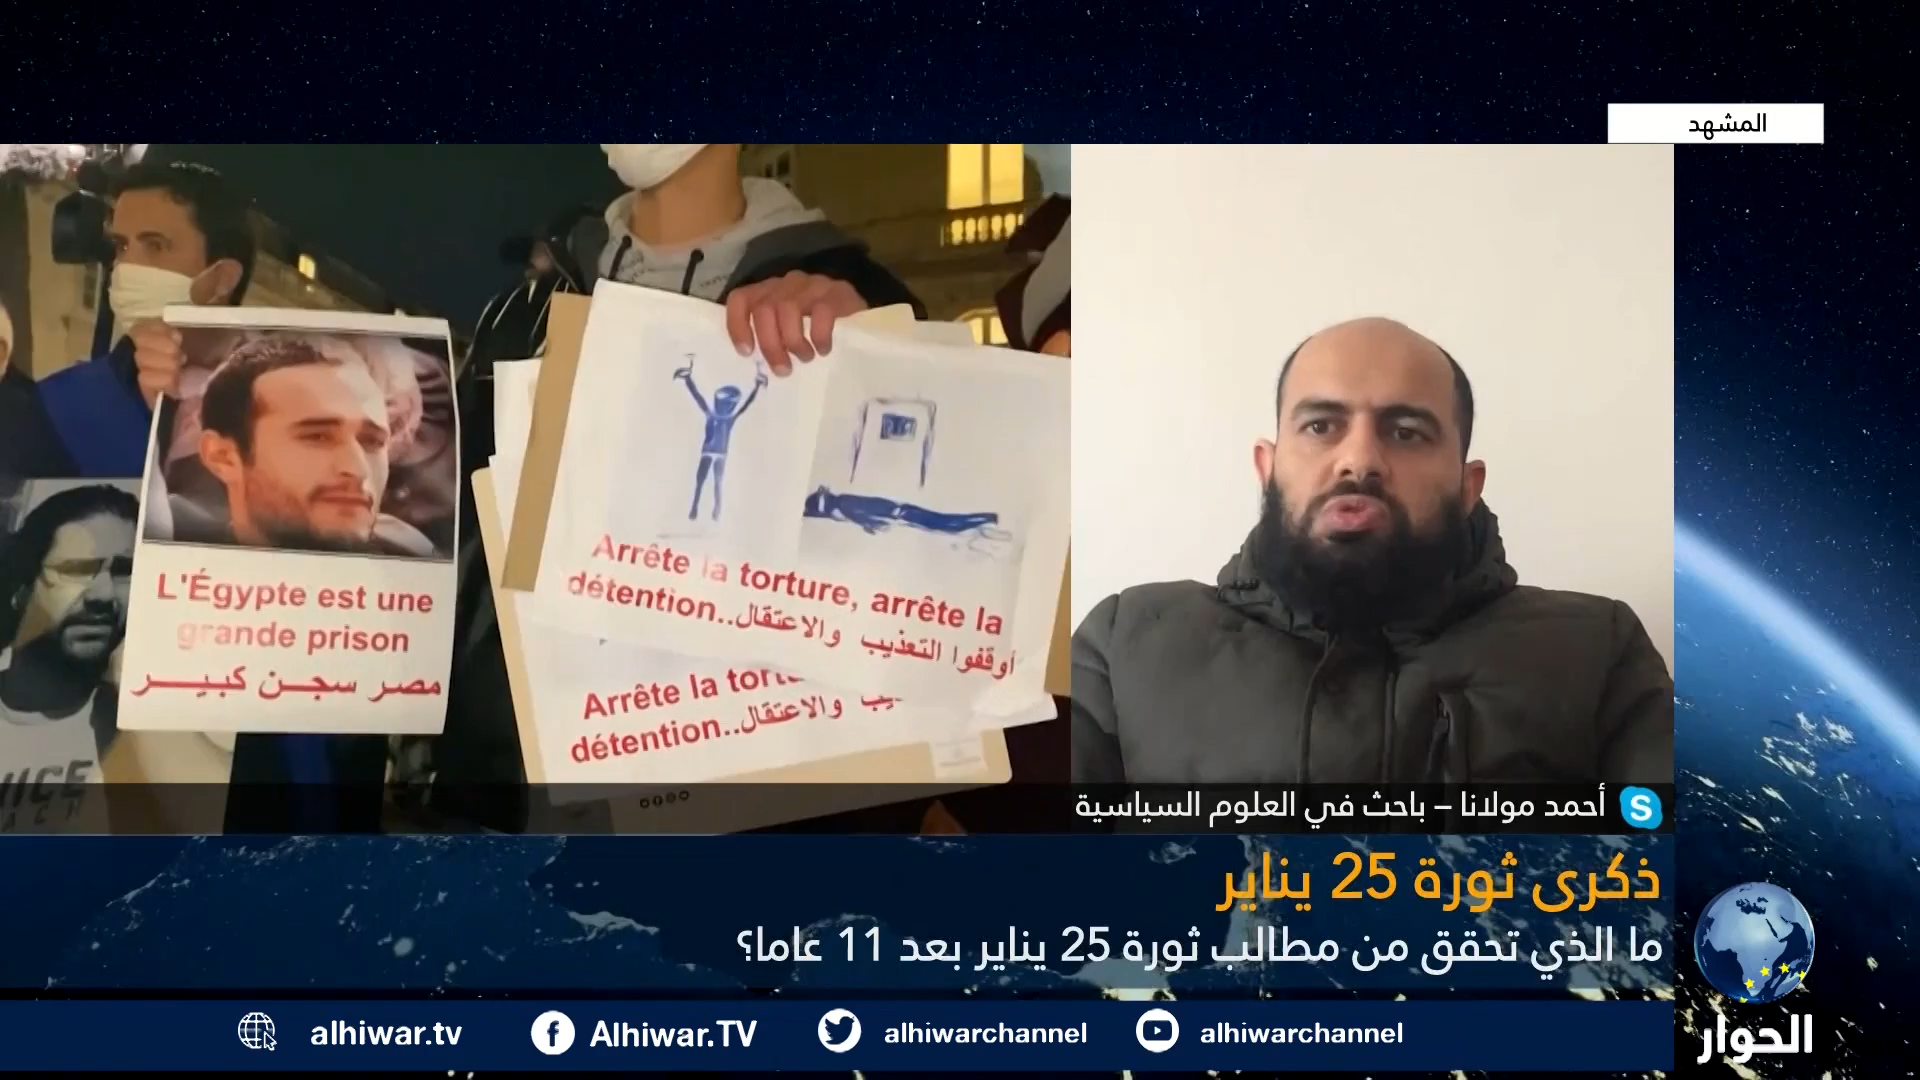 المشهد
L'Égypte est une
grande prison
مصر سجن كبير
Arrête la torture, arrête la
détention..أوقفوا التعذيب والاعتقال
Arrête la
détention..
والاعتقال
أحمد مولانا – باحث في العلوم السياسية
ذكرى ثورة 25 يناير
ما الذي تحقق من مطالب ثورة 25 يناير بعد 11 عاما؟
alhiwar.tv
Alhiwar.TV
alhiwarchannel
alhiwarchannel
الحوار